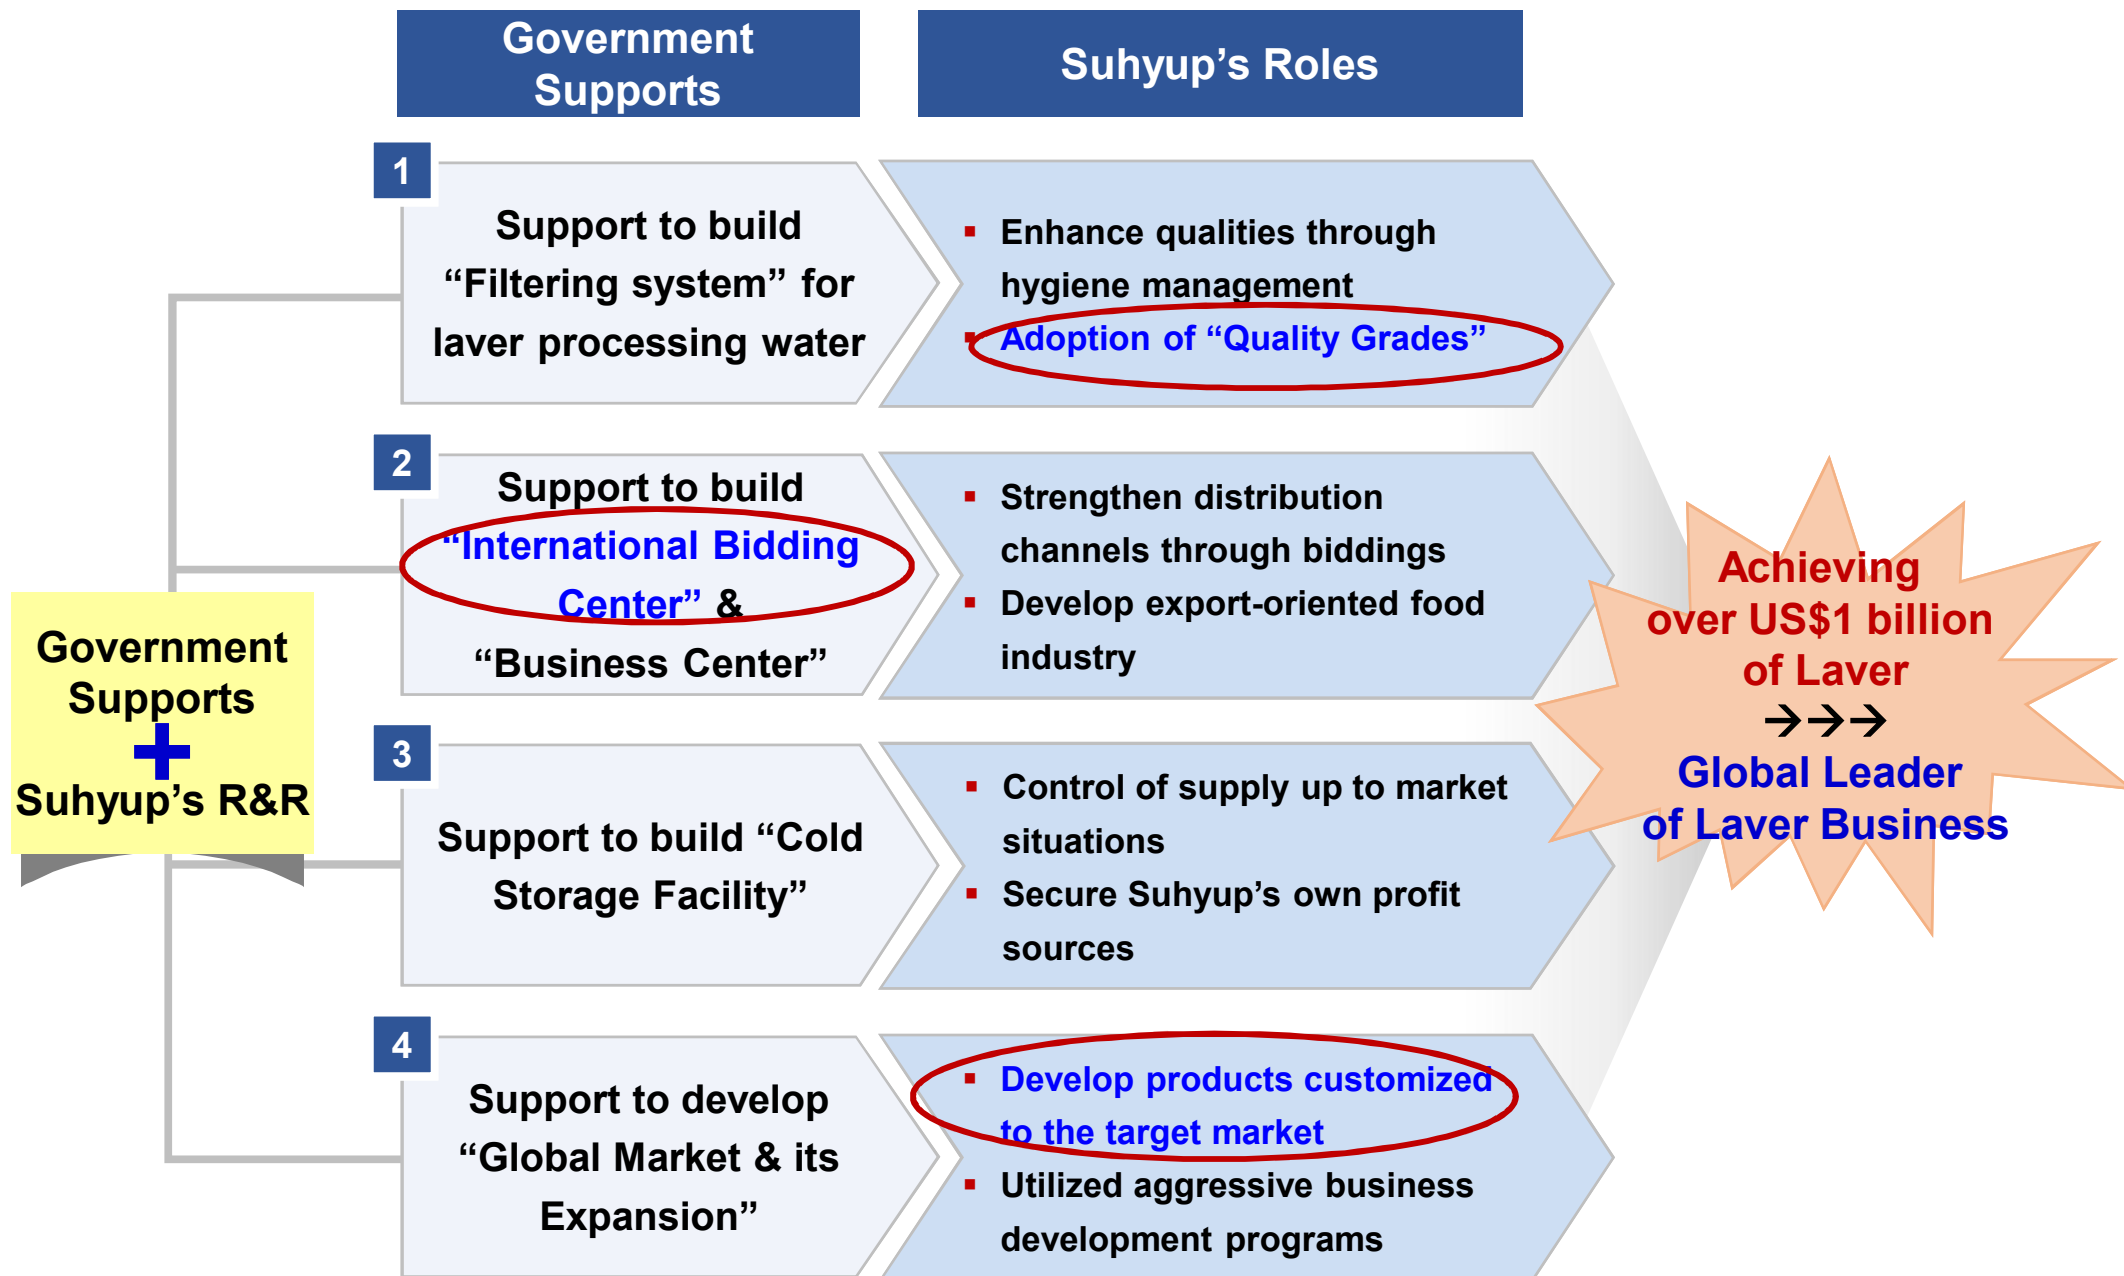 Government
Supports
Suhyup’s Roles
1
Support to build
“Filtering system” for
laver processing water
▪ Enhance qualities through
hygiene management
▪ Adoption of “Quality Grades”
2
Support to build
“International Bidding
Center” &
“Business Center”
▪ Strengthen distribution
channels through biddings
▪ Develop export-oriented food
industry
3
Support to build “Cold
Storage Facility”
▪ Control of supply up to market
situations
▪ Secure Suhyup’s own profit
sources
4
Support to develop
“Global Market & its
Expansion”
▪ Develop products customized
to the target market
▪ Utilized aggressive business
development programs
Government
Supports
+
Suhyup’s R&R
Achieving
over US$1 billion
of Laver
→→→
Global Leader
of Laver Business